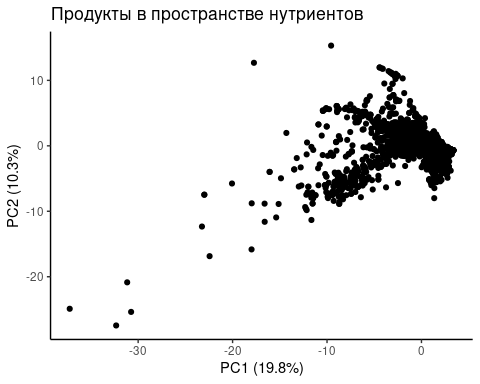 Продукты в пространстве нутриентов
10
0
-10
-20
-30
-20
-10
0
PC2 (10.3%)
PC1 (19.8%)